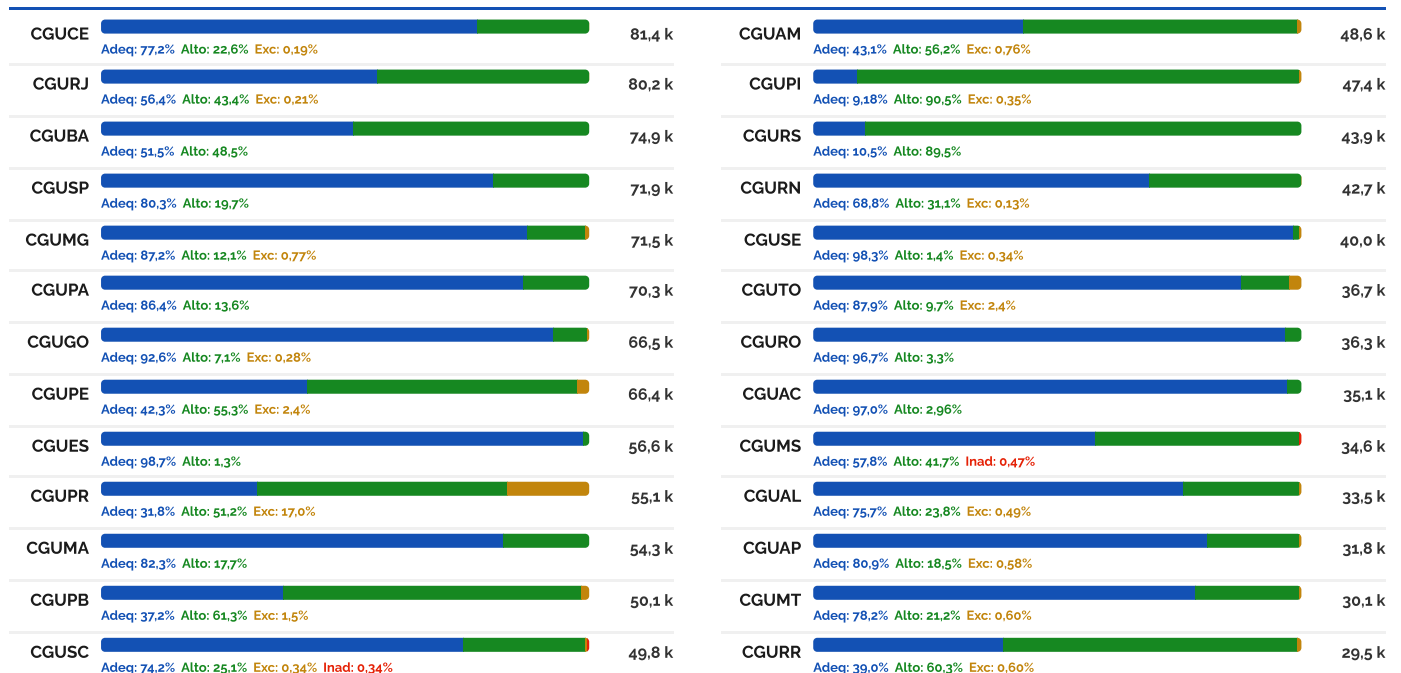 CGUCE 81,4 k
Adeq: 77,2% Alto: 22,6% Exc: 0,19%
CGURJ 80,2 k
Adeq: 56,4% Alto: 43,4% Exc: 0,21%
CGUBA 74,9 k
Adeq: 51,5% Alto: 48,5%
CGUSP 71,9 k
Adeq: 80,3% Alto: 19,7%
CGUMG 71,5 k
Adeq: 87,2% Alto: 12,1% Exc: 0,77%
CGUPA 70,3 k
Adeq: 86,4% Alto: 13,6%
CGUGO 66,5 k
Adeq: 92,6% Alto: 7,1% Exc: 0,28%
CGUPE 66,4 k
Adeq: 42,3% Alto: 55,3% Exc: 2,4%
CGUES 56,6 k
Adeq: 98,7% Alto: 1,3%
CGUPR 55,1 k
Adeq: 31,8% Alto: 51,2% Exc: 17,0%
CGUMA 54,3 k
Adeq: 82,3% Alto: 17,7%
CGUPB 50,1 k
Adeq: 37,2% Alto: 61,3% Exc: 1,5%
CGUSC 49,8 k
Adeq: 74,2% Alto: 25,1% Exc: 0,34% Inad: 0,34%
CGUAM 48,6 k
Adeq: 43,1% Alto: 56,2% Exc: 0,76%
CGUPI 47,4 k
Adeq: 9,18% Alto: 90,5% Exc: 0,35%
CGURS 43,9 k
Adeq: 10,5% Alto: 89,5%
CGURN 42,7 k
Adeq: 68,8% Alto: 31,1% Exc: 0,13%
CGUSE 40,0 k
Adeq: 98,3% Alto: 1,4% Exc: 0,34%
CGUTO 36,7 k
Adeq: 87,9% Alto: 9,7% Exc: 2,4%
CGURO 36,3 k
Adeq: 96,7% Alto: 3,3%
CGUAC 35,1 k
Adeq: 97,0% Alto: 2,96%
CGUMS 34,6 k
Adeq: 57,8% Alto: 41,7% Inad: 0,47%
CGUAL 33,5 k
Adeq: 75,7% Alto: 23,8% Exc: 0,49%
CGUAP 31,8 k
Adeq: 80,9% Alto: 18,5% Exc: 0,58%
CGUMT 30,1 k
Adeq: 78,2% Alto: 21,2% Exc: 0,60%
CGURR 29,5 k
Adeq: 39,0% Alto: 60,3% Exc: 0,60%